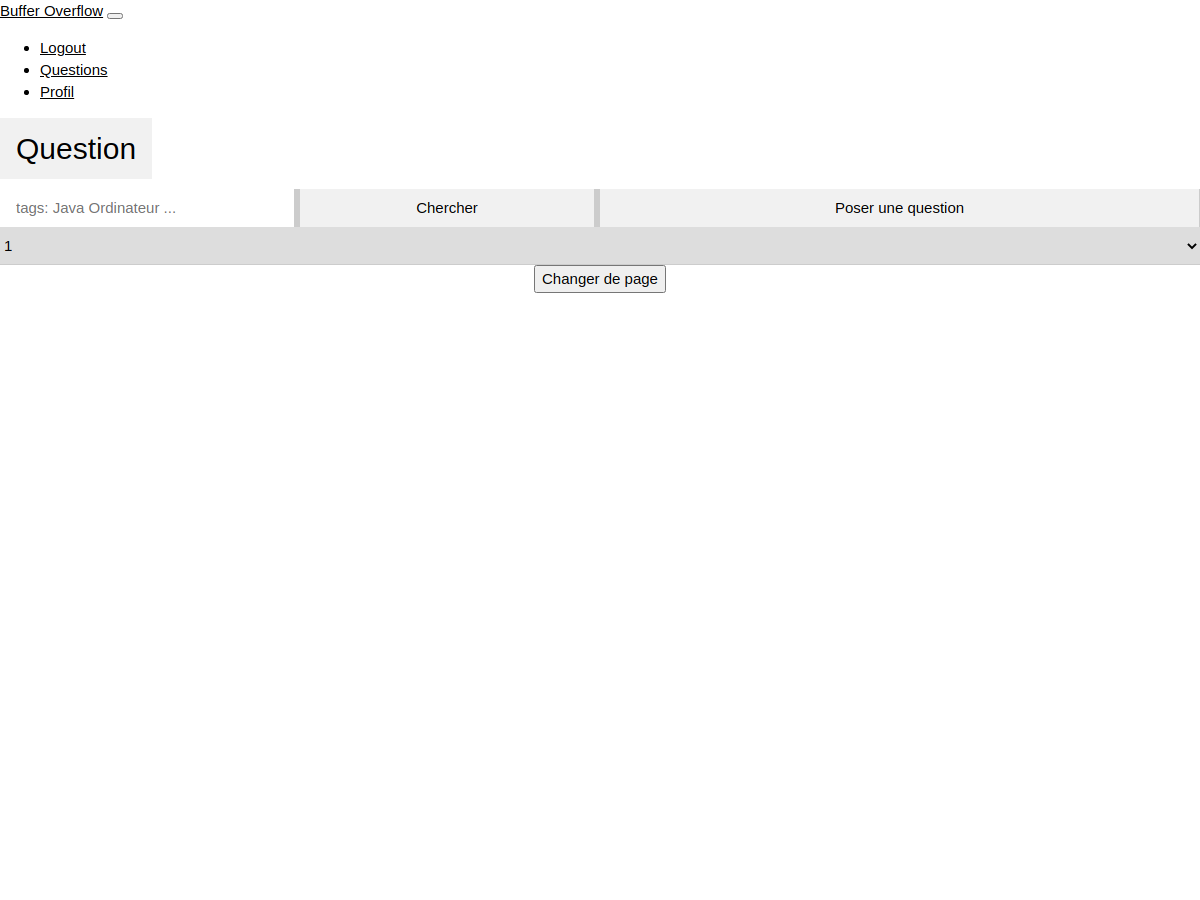 Buffer Overflow
Logout
Questions
Profil
Question
tags: Java Ordinateur ... Chercher Poser une question
1
Changer de page